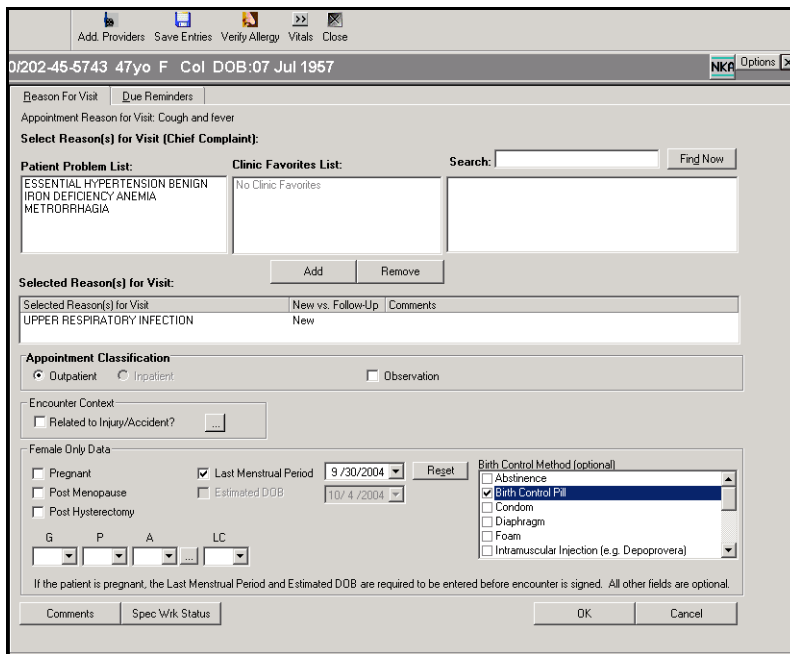 Add. Providers Save Entries Verify Allergy Vitals Close
0/202-45-5743 47yo F Col DOB:07 Jul 1957 NKA Options
Reason For Visit Due Reminders
Appointment Reason for Visit: Cough and fever
Select Reason(s) for Visit (Chief Complaint):
Patient Problem List: Clinic Favorites List: Search: Find Now
ESSENTIAL HYPERTENSION BENIGN No Clinic Favorites
IRON DEFICIENCY ANEMIA
METRORRHAGIA
Add Remove
Selected Reason(s) for Visit:
Selected Reason(s) for Visit New vs. Follow-Up Comments
UPPER RESPIRATORY INFECTION New
Appointment Classification
Outpatient Inpatient Observation
Encounter Context
Related to Injury/Accident? ...
Female Only Data
Pregnant Last Menstrual Period 9 /30/2004 Reset Birth Control Method (optional)
Abstinence
Post Menopause Estimated DOB 10/ 4 /2004 Birth Control Pill
Condom
Post Hysterectomy Diaphragm
Foam
G P A LC Intramuscular Injection (e.g. Depoprovera)
...
If the patient is pregnant, the Last Menstrual Period and Estimated DOB are required to be entered before encounter is signed. All other fields are optional.
Comments Spec Wrk Status OK Cancel